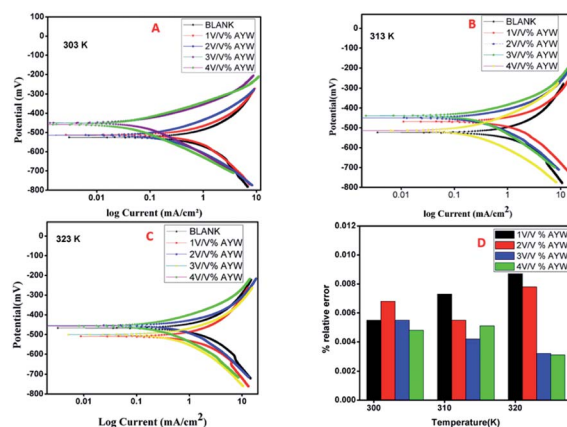 A
303 K
BLANK
1V/V% AYW
2V/V% AYW
3V/V% AYW
4V/V% AYW
Potential(mV)
0
-100
-200
-300
-400
-500
-600
-700
-800
0.01
0.1
1
10
log Current (mA/cm³)
B
313 K
BLANK
1V/V% AYW
2V/V% AYW
3V/V% AYW
4V/V% AYW
Potential(mV)
0
-100
-200
-300
-400
-500
-600
-700
-800
0.01
0.1
1
10
log Current (mA/cm²)
323 K
C
BLANK
1V/V% AYW
2V/V% AYW
3V/V% AYW
4V/V% AYW
Potential(mV)
0
-100
-200
-300
-400
-500
-600
-700
-800
0.01
0.1
1
10
Log Current (mA/cm²)
D
1V/V % AYW
2V/V % AYW
3V/V % AYW
4V/V % AYW
% relative error
0.012
0.010
0.008
0.006
0.004
0.002
0.000
300
310
320
Temperature(K)